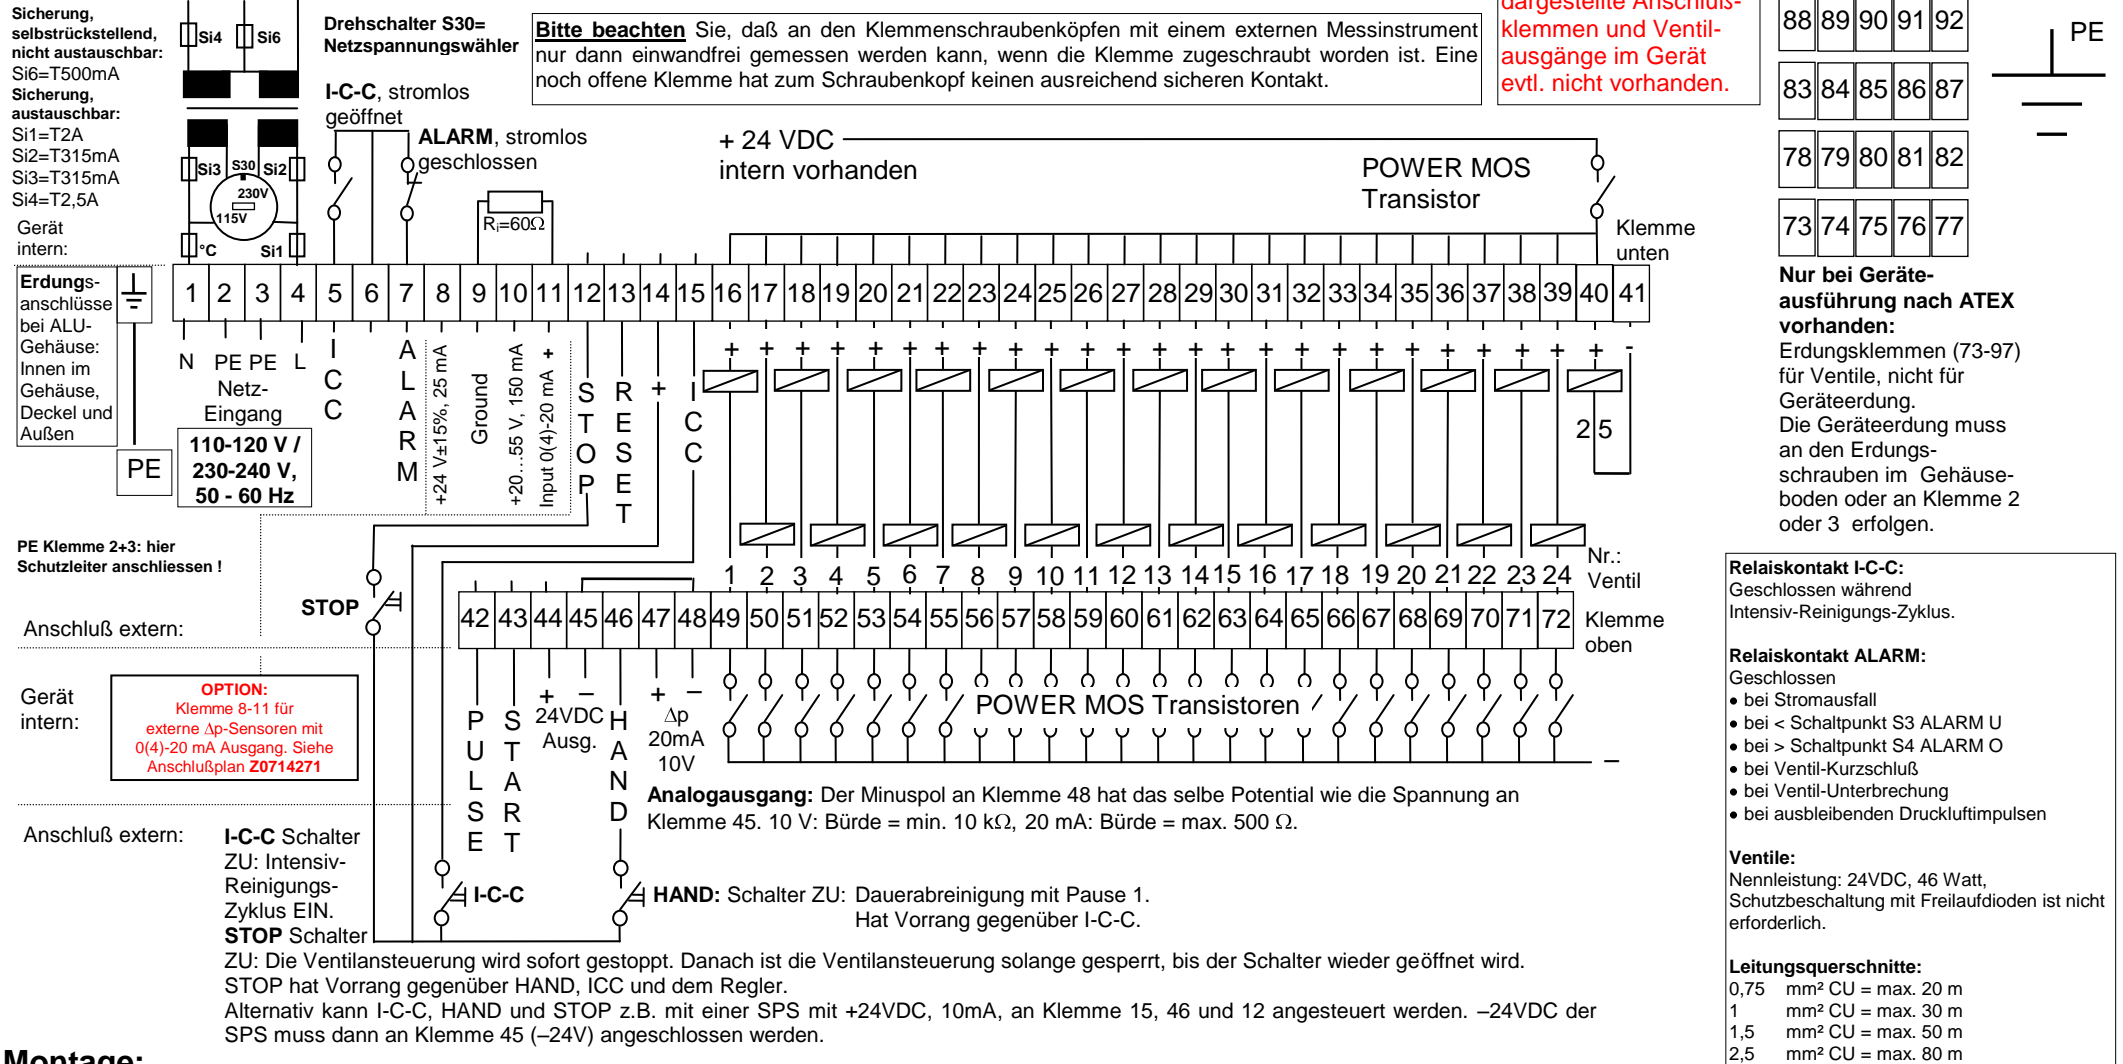 Sicherung,
selbstrückstellend,
nicht austauschbar:
Si6=T500mA
Sicherung,
austauschbar:
Si1=T2A
Si2=T315mA
Si3=T315mA
Si4=T2,5A
Gerät
intern:
Si4
Si6
Si3
S30
Si2
230V
115V
°C
Si1
Drehschalter S30=
Netzspannungswähler
I-C-C, stromlos
geöffnet
ALARM, stromlos
geschlossen
Bitte beachten Sie, daß an den Klemmenschraubenköpfen mit einem externen Messinstrument
nur dann einwandfrei gemessen werden kann, wenn die Klemme zugeschraubt worden ist. Eine
noch offene Klemme hat zum Schraubenkopf keinen ausreichend sicheren Kontakt.
dargestellte Anschluß-
klemmen und Ventil-
ausgänge im Gerät
evtl. nicht vorhanden.
88 89 90 91 92
83 84 85 86 87
78 79 80 81 82
73 74 75 76 77
PE
+ 24 VDC
intern vorhanden
POWER MOS
Transistor
Ri=60Ω
Klemme
unten
Erdungs-
anschlüsse
bei ALU-
Gehäuse:
Innen im
Gehäuse,
Deckel und
Außen
PE
1 2 3 4 5 6 7 8 9 10 11 12 13 14 15 16 17 18 19 20 21 22 23 24 25 26 27 28 29 30 31 32 33 34 35 36 37 38 39 40 41
N PE PE L
Netz-
Eingang
110-120 V /
230-240 V,
50 - 60 Hz
ICC
ALARM
+24 V±15%, 25 mA
Ground
+20...55 V, 150 mA
Input 0(4)-20 mA +
STOP
RESET
+
ICC
+ + + + + + + + + + + + + + + + + + + + + + + + + -
25
Nur bei Geräte-
ausführung nach ATEX
vorhanden:
Erdungsklemmen (73-97)
für Ventile, nicht für
Geräteerdung.
Die Geräteerdung muss
an den Erdungs-
schrauben im Gehäuse-
boden oder an Klemme 2
oder 3 erfolgen.
PE Klemme 2+3: hier
Schutzleiter anschliessen !
STOP
Anschluß extern:
1 2 3 4 5 6 7 8 9 10 11 12 13 14 15 16 17 18 19 20 21 22 23 24
Nr.:
Ventil
42 43 44 45 46 47 48 49 50 51 52 53 54 55 56 57 58 59 60 61 62 63 64 65 66 67 68 69 70 71 72
Klemme
oben
Gerät
intern:
OPTION:
Klemme 8-11 für
externe Δp-Sensoren mit
0(4)-20 mA Ausgang. Siehe
Anschlußplan Z0714271
PULSE
START
+ –
24VDC
Ausg.
HAND
+ –
Δp
20mA
10V
POWER MOS Transistoren
–
Analogausgang: Der Minuspol an Klemme 48 hat das selbe Potential wie die Spannung an
Klemme 45. 10 V: Bürde = min. 10 kΩ, 20 mA: Bürde = max. 500 Ω.
Anschluß extern:
I-C-C Schalter
ZU: Intensiv-
Reinigungs-
Zyklus EIN.
STOP Schalter
I-C-C
HAND: Schalter ZU: Dauerabreinigung mit Pause 1.
Hat Vorrang gegenüber I-C-C.
ZU: Die Ventilansteuerung wird sofort gestoppt. Danach ist die Ventilansteuerung solange gesperrt, bis der Schalter wieder geöffnet wird.
STOP hat Vorrang gegenüber HAND, ICC und dem Regler.
Alternativ kann I-C-C, HAND und STOP z.B. mit einer SPS mit +24VDC, 10mA, an Klemme 15, 46 und 12 angesteuert werden. –24VDC der
SPS muss dann an Klemme 45 (–24V) angeschlossen werden.
Relaiskontakt I-C-C:
Geschlossen während
Intensiv-Reinigungs-Zyklus.
Relaiskontakt ALARM:
Geschlossen
• bei Stromausfall
• bei < Schaltpunkt S3 ALARM U
• bei > Schaltpunkt S4 ALARM O
• bei Ventil-Kurzschluß
• bei Ventil-Unterbrechung
• bei ausbleibenden Druckluftimpulsen
Ventile:
Nennleistung: 24VDC, 46 Watt,
Schutzbeschaltung mit Freilaufdioden ist nicht
erforderlich.
Leitungsquerschnitte:
0,75 mm² CU = max. 20 m
1 mm² CU = max. 30 m
1,5 mm² CU = max. 50 m
2,5 mm² CU = max. 80 m
Montage: